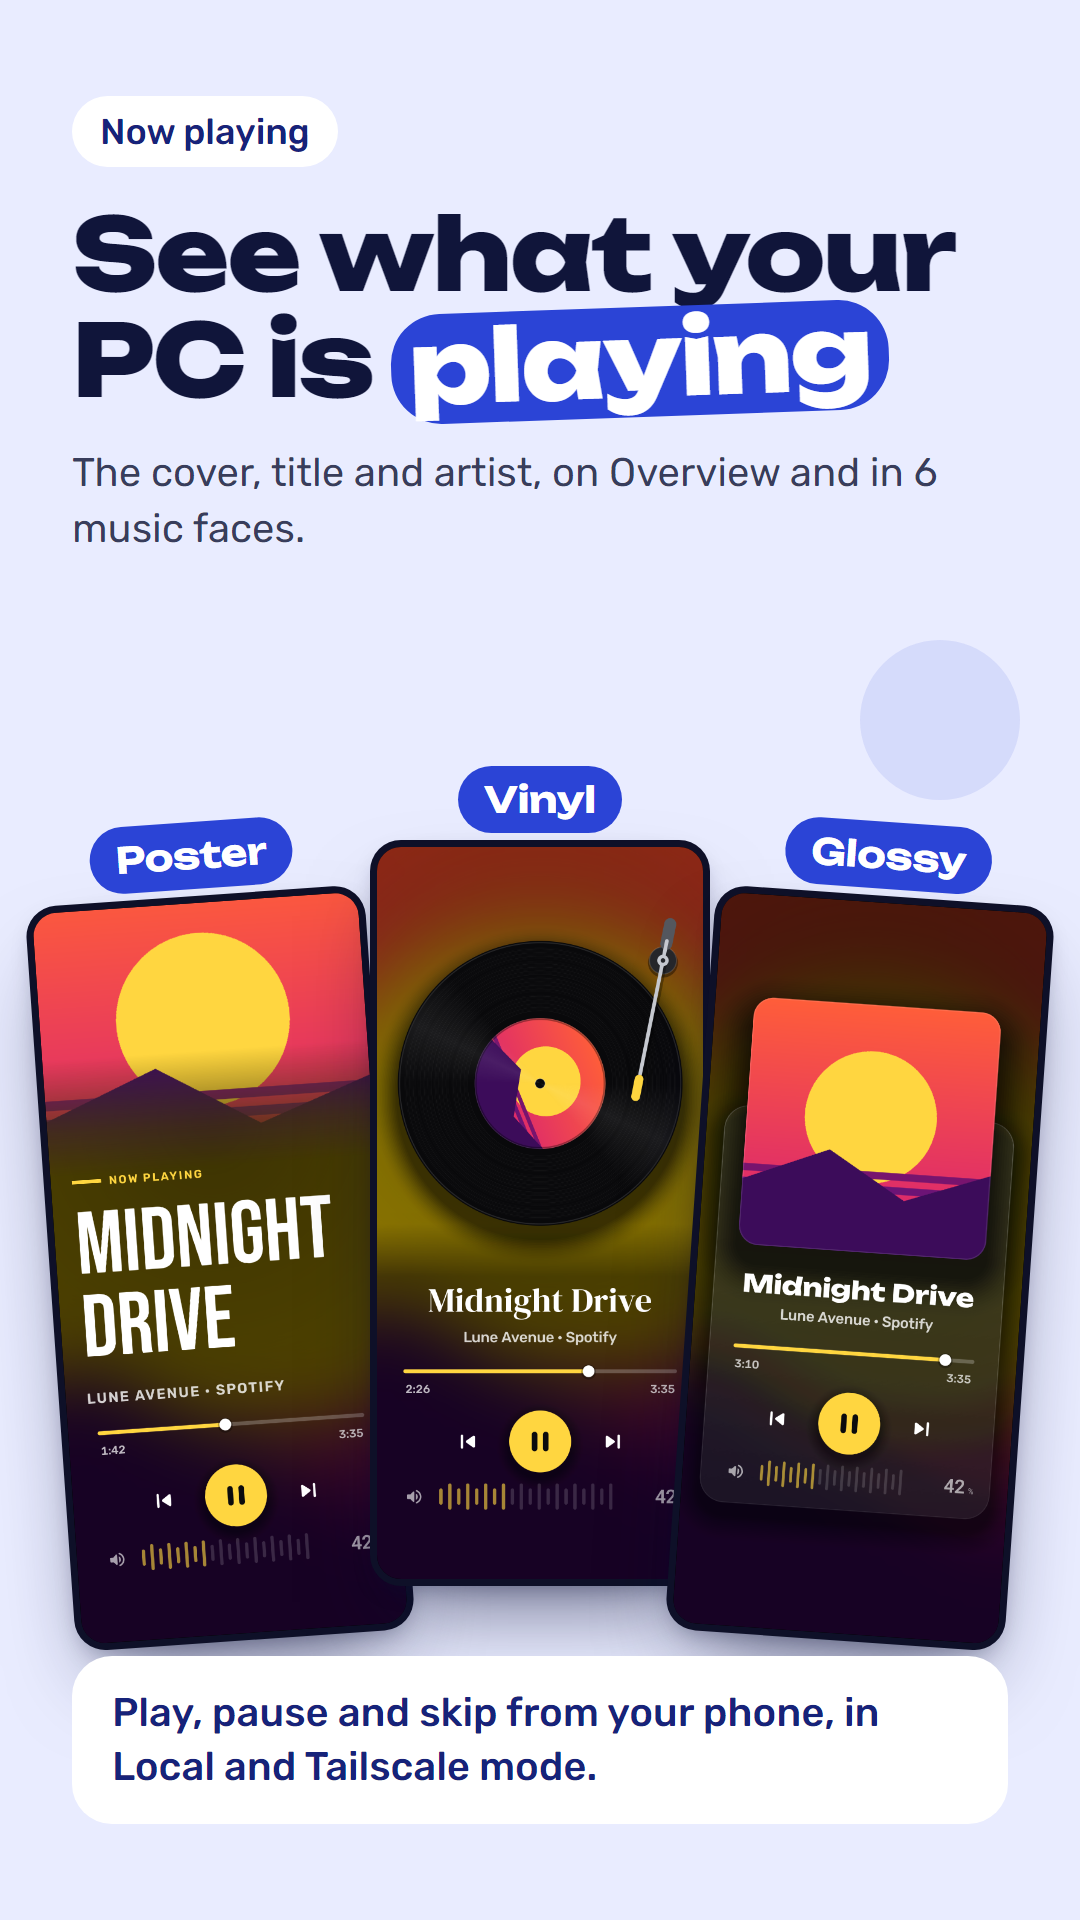 Now playing
See what your
PC is playing
The cover, title and artist, on Overview and in 6
music faces.
Poster
Vinyl
Glossy
NOW PLAYING
MIDNIGHT
DRIVE
LUNE AVENUE • SPOTIFY
1:42
3:35
42
Midnight Drive
Lune Avenue • Spotify
2:26
3:35
42
Midnight Drive
Lune Avenue • Spotify
3:10
3:35
42 %
Play, pause and skip from your phone, in
Local and Tailscale mode.